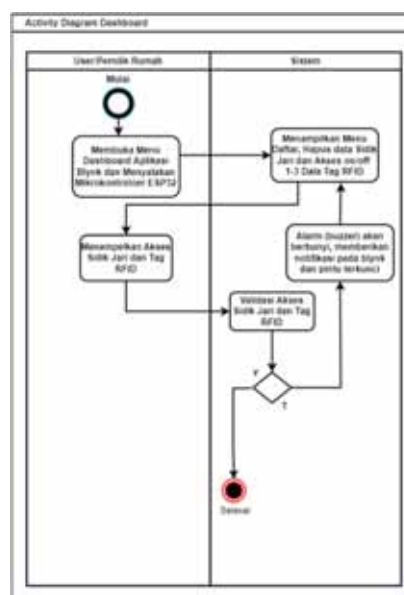 Activity Diagram Dashboard
User/Pemilik Rumah
Sistem
Mulai
Membuka Menu
Dashboard Aplikasi
Blynk dan Menyalakan
Mikrokontroler ESP32
Menampilkan Menu
Daftar, Hapus data Sidik
Jari dan Akses on/off
1-3 Data Tag RFID
Menempelkan Akses
Sidik Jari dan Tag
RFID
Alarm (buzzer) akan
berbunyi, memberikan
notifikasi pada blynk
dan pintu terkunci
Validasi Akses
Sidik Jari dan Tag
RFID
Y
T
Selesai